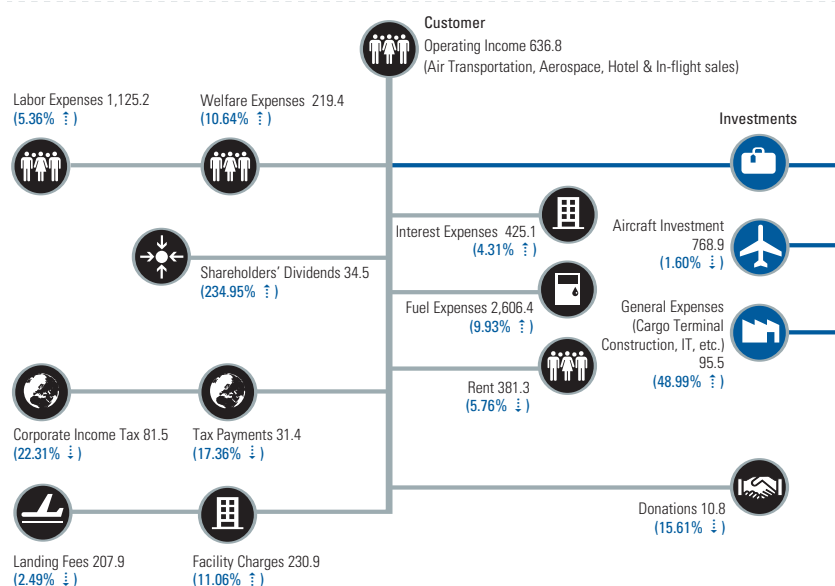 Customer
Operating Income 636.8
(Air Transportation, Aerospace, Hotel & In-flight sales)
Labor Expenses 1,125.2
(5.36% ⇡)
Welfare Expenses 219.4
(10.64% ⇡)
Investments
Interest Expenses 425.1
(4.31% ⇡)
Aircraft Investment
768.9
(1.60% ⇣)
Shareholders' Dividends 34.5
(234.95% ⇡)
Fuel Expenses 2,606.4
(9.93% ⇡)
General Expenses
(Cargo Terminal
Construction, IT, etc.)
95.5
(48.99% ⇡)
Rent 381.3
(5.76% ⇣)
Corporate Income Tax 81.5
(22.31% ⇣)
Tax Payments 31.4
(17.36% ⇣)
Donations 10.8
(15.61% ⇣)
Landing Fees 207.9
(2.49% ⇣)
Facility Charges 230.9
(11.06% ⇡)